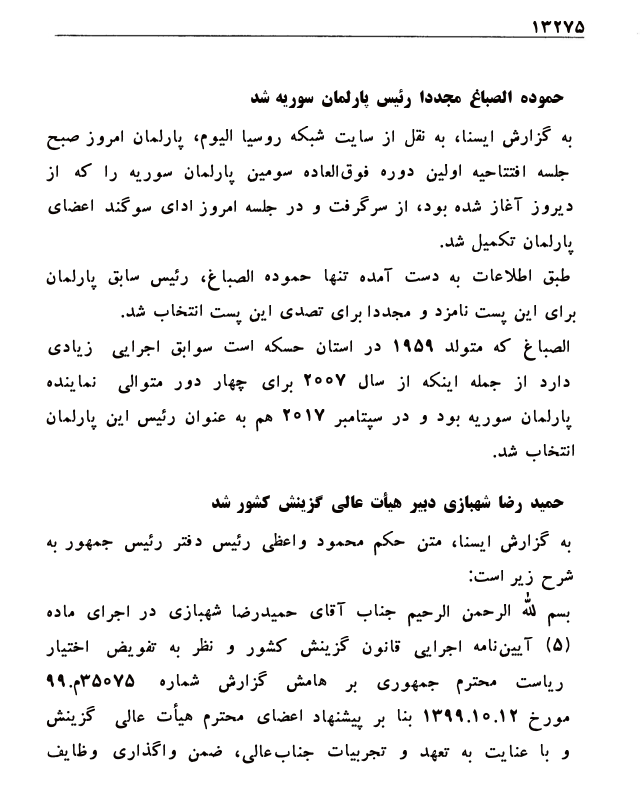 ۱۳۲۷۵
حموده الصباغ مجددا رئیس پارلمان سوریه شد
به گزارش ایسنا، به نقل از سایت شبکه روسیا الیوم، پارلمان امروز صبح
جلسه افتتاحیه اولین دوره فوق‌العاده سومین پارلمان سوریه را که از
دیروز آغاز شده بود، از سرگرفت و در جلسه امروز ادای سوگند اعضای
پارلمان تکمیل شد.
طبق اطلاعات به دست آمده تنها حموده الصباغ، رئیس سابق پارلمان
برای این پست نامزد و مجددا برای تصدی این پست انتخاب شد.
الصباغ که متولد ۱۹۵۹ در استان حسکه است سوابق اجرایی زیادی
دارد از جمله اینکه از سال ۲۰۰۷ برای چهار دور متوالی نماینده
پارلمان سوریه بود و در سپتامبر ۲۰۱۷ هم به عنوان رئیس این پارلمان
انتخاب شد.
حمید رضا شهبازی دبیر هیأت عالی گزینش کشور شد
به گزارش ایسنا، متن حکم محمود واعظی رئیس دفتر رئیس جمهور به
شرح زیر است:
بسم لله الرحمن الرحیم جناب آقای حمیدرضا شهبازی در اجرای ماده
(۵) آیین‌نامه اجرایی قانون گزینش کشور و نظر به تفویض اختیار
ریاست محترم جمهوری بر هامش گزارش شماره ۳۵۰۷۵م.۹۹
مورخ ۱۳۹۹.۱۰.۱۲ بنا بر پیشنهاد اعضای محترم هیأت عالی گزینش
و با عنایت به تعهد و تجربیات جناب‌عالی، ضمن واگذاری وظایف